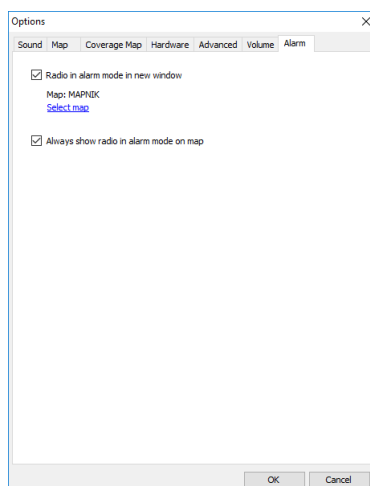 Options
Sound Map Coverage Map Hardware Advanced Volume Alarm
Radio in alarm mode in new window
Map: MAPNIK
Select map
Always show radio in alarm mode on map
OK Cancel